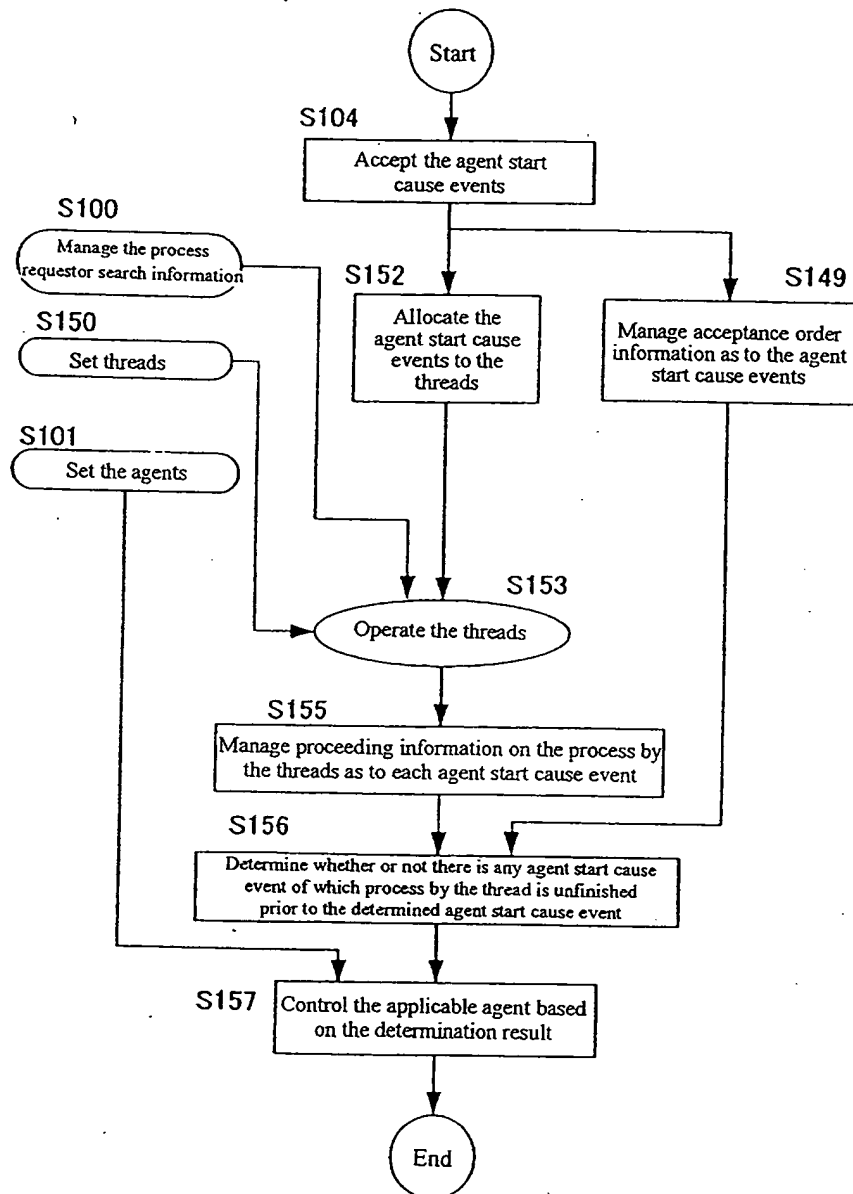 Start
S104
Accept the agent start
cause events
S100
Manage the process
requestor search information
S152
Allocate the
agent start cause
events to the
threads
S149
Manage acceptance order
information as to the agent
start cause events
S150
Set threads
S101
Set the agents
S153
Operate the threads
S155
Manage proceeding information on the process by
the threads as to each agent start cause event
S156
Determine whether or not there is any agent start cause
event of which process by the thread is unfinished
prior to the determined agent start cause event
S157
Control the applicable agent based
on the determination result
End